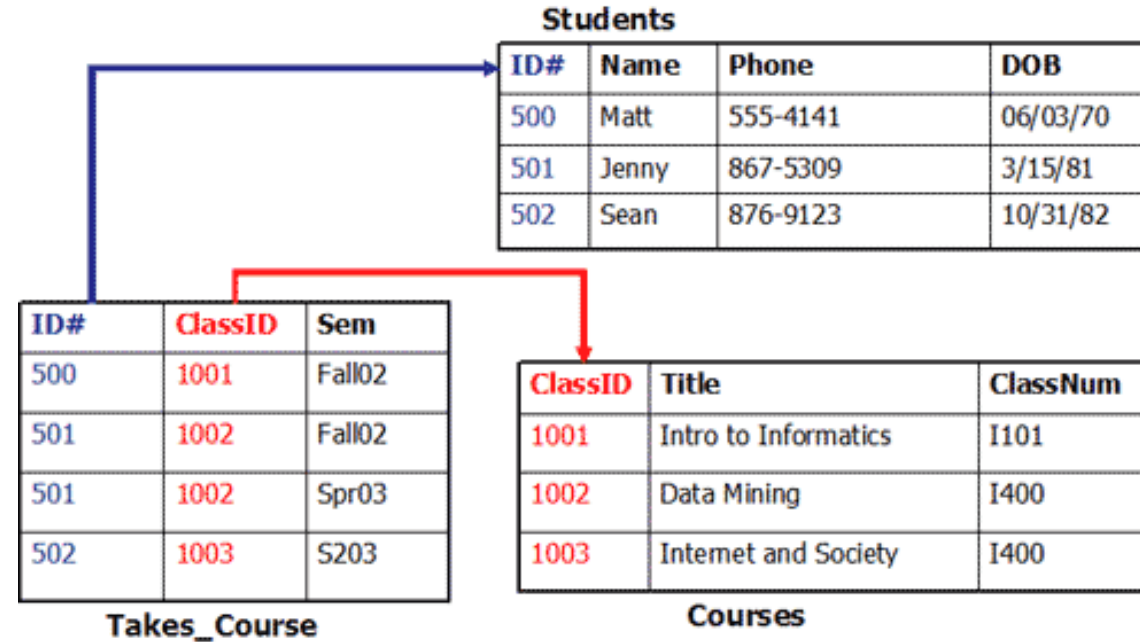 Students
ID# Name Phone DOB
500 Matt 555-4141 06/03/70
501 Jenny 867-5309 3/15/81
502 Sean 876-9123 10/31/82
ID# ClassID Sem
500 1001 Fall02
501 1002 Fall02
501 1002 Spr03
502 1003 S203
Takes_Course
ClassID Title ClassNum
1001 Intro to Informatics I101
1002 Data Mining I400
1003 Internet and Society I400
Courses